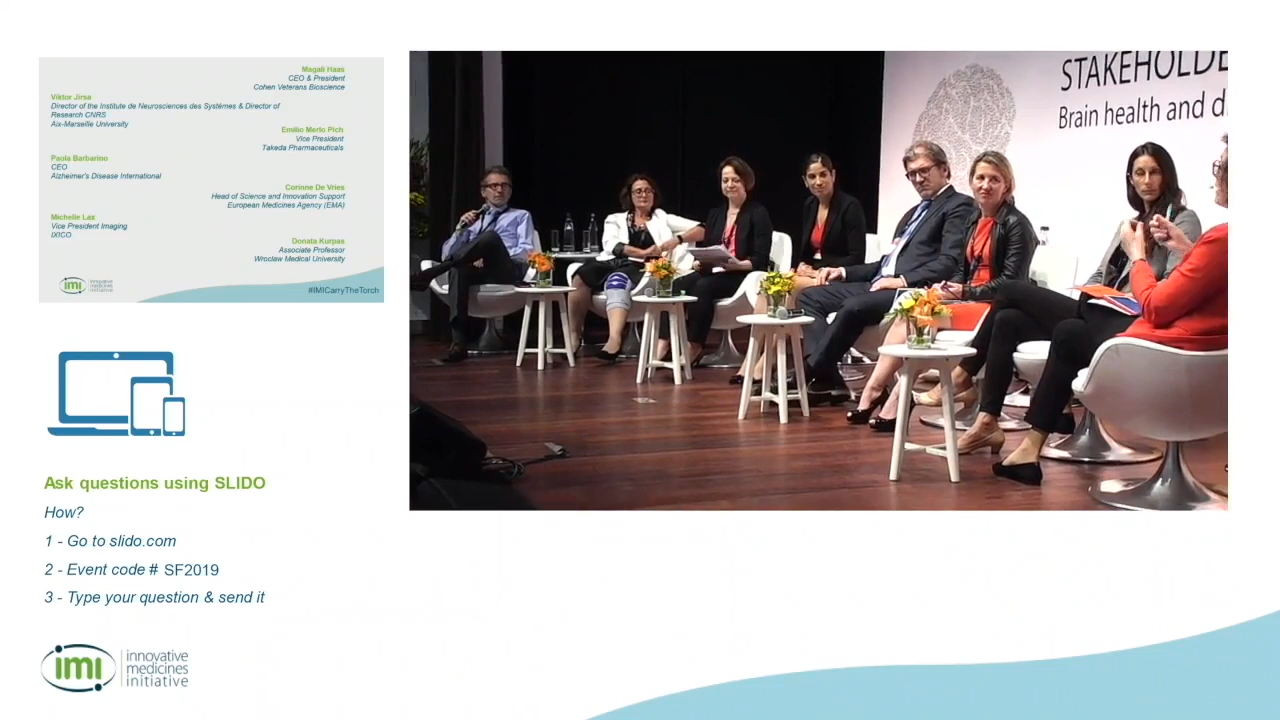 Magali Haas
CEO & President
Cohen Veterans Bioscience
Viktor Jirsa
Director of the Institute de Neurosciences des Systèmes & Director of
Research CNRS
Aix-Marseille University
Emilio Merlo Pich
Vice President
Takeda Pharmaceuticals
Paola Barbarino
CEO
Alzheimer's Disease International
Corinne De Vries
Head of Science and Innovation Support
European Medicines Agency (EMA)
Michelle Lax
Vice President Imaging
IXICO
Donata Kurpas
Associate Professor
Wroclaw Medical University
imi innovative
medicines
initiative
#IMICarryTheTorch
STAKEHOLDE
Brain health and d
Ask questions using SLIDO
How?
1 - Go to slido.com
2 - Event code # SF2019
3 - Type your question & send it
imi innovative
medicines
initiative